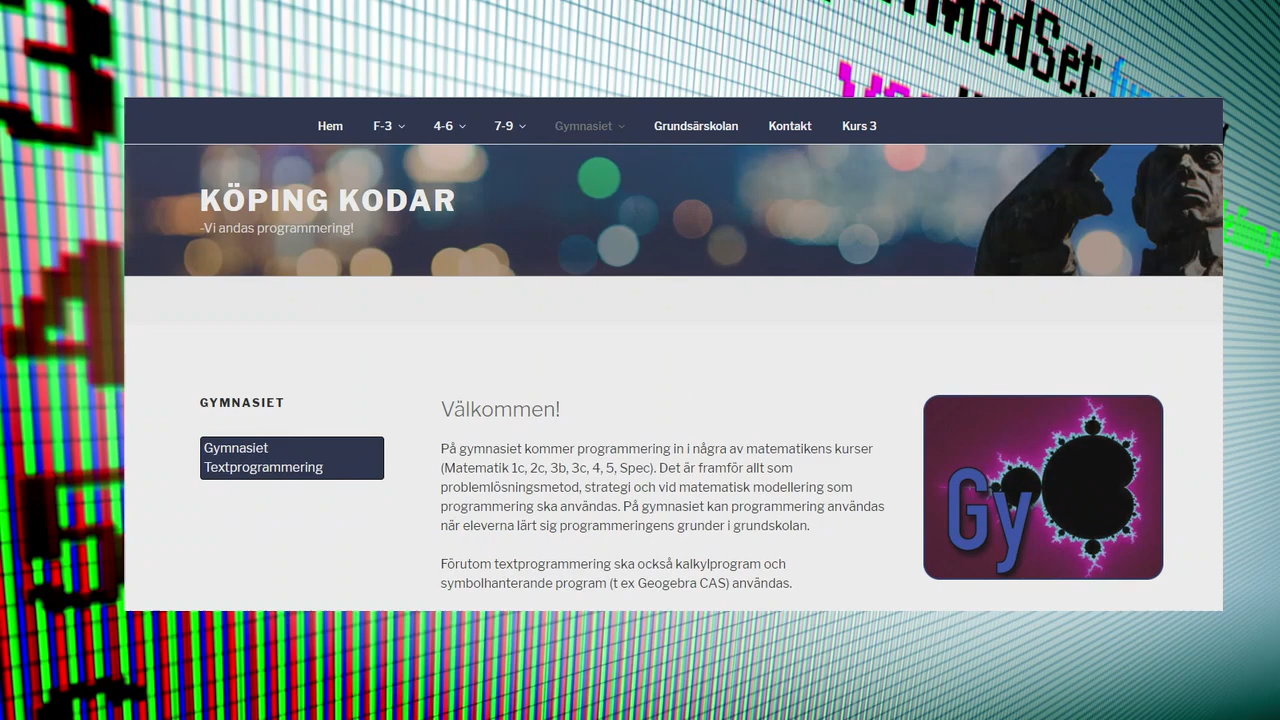 ModSet:
Hem F-3 4-6 7-9 Gymnasiet Grundsärskolan Kontakt Kurs 3
KÖPING KODAR
-Vi andas programmering!
GYMNASIET
Gymnasiet
Textprogrammering
Välkommen!
På gymnasiet kommer programmering in i några av matematikens kurser
(Matematik 1c, 2c, 3b, 3c, 4, 5, Spec). Det är framför allt som
problemlösningsmetod, strategi och vid matematisk modellering som
programmering ska användas. På gymnasiet kan programmering användas
när eleverna lärt sig programmeringens grunder i grundskolan.
Förutom textprogrammering ska också kalkylprogram och
symbolhanterande program (t ex Geogebra CAS) användas.
Gy